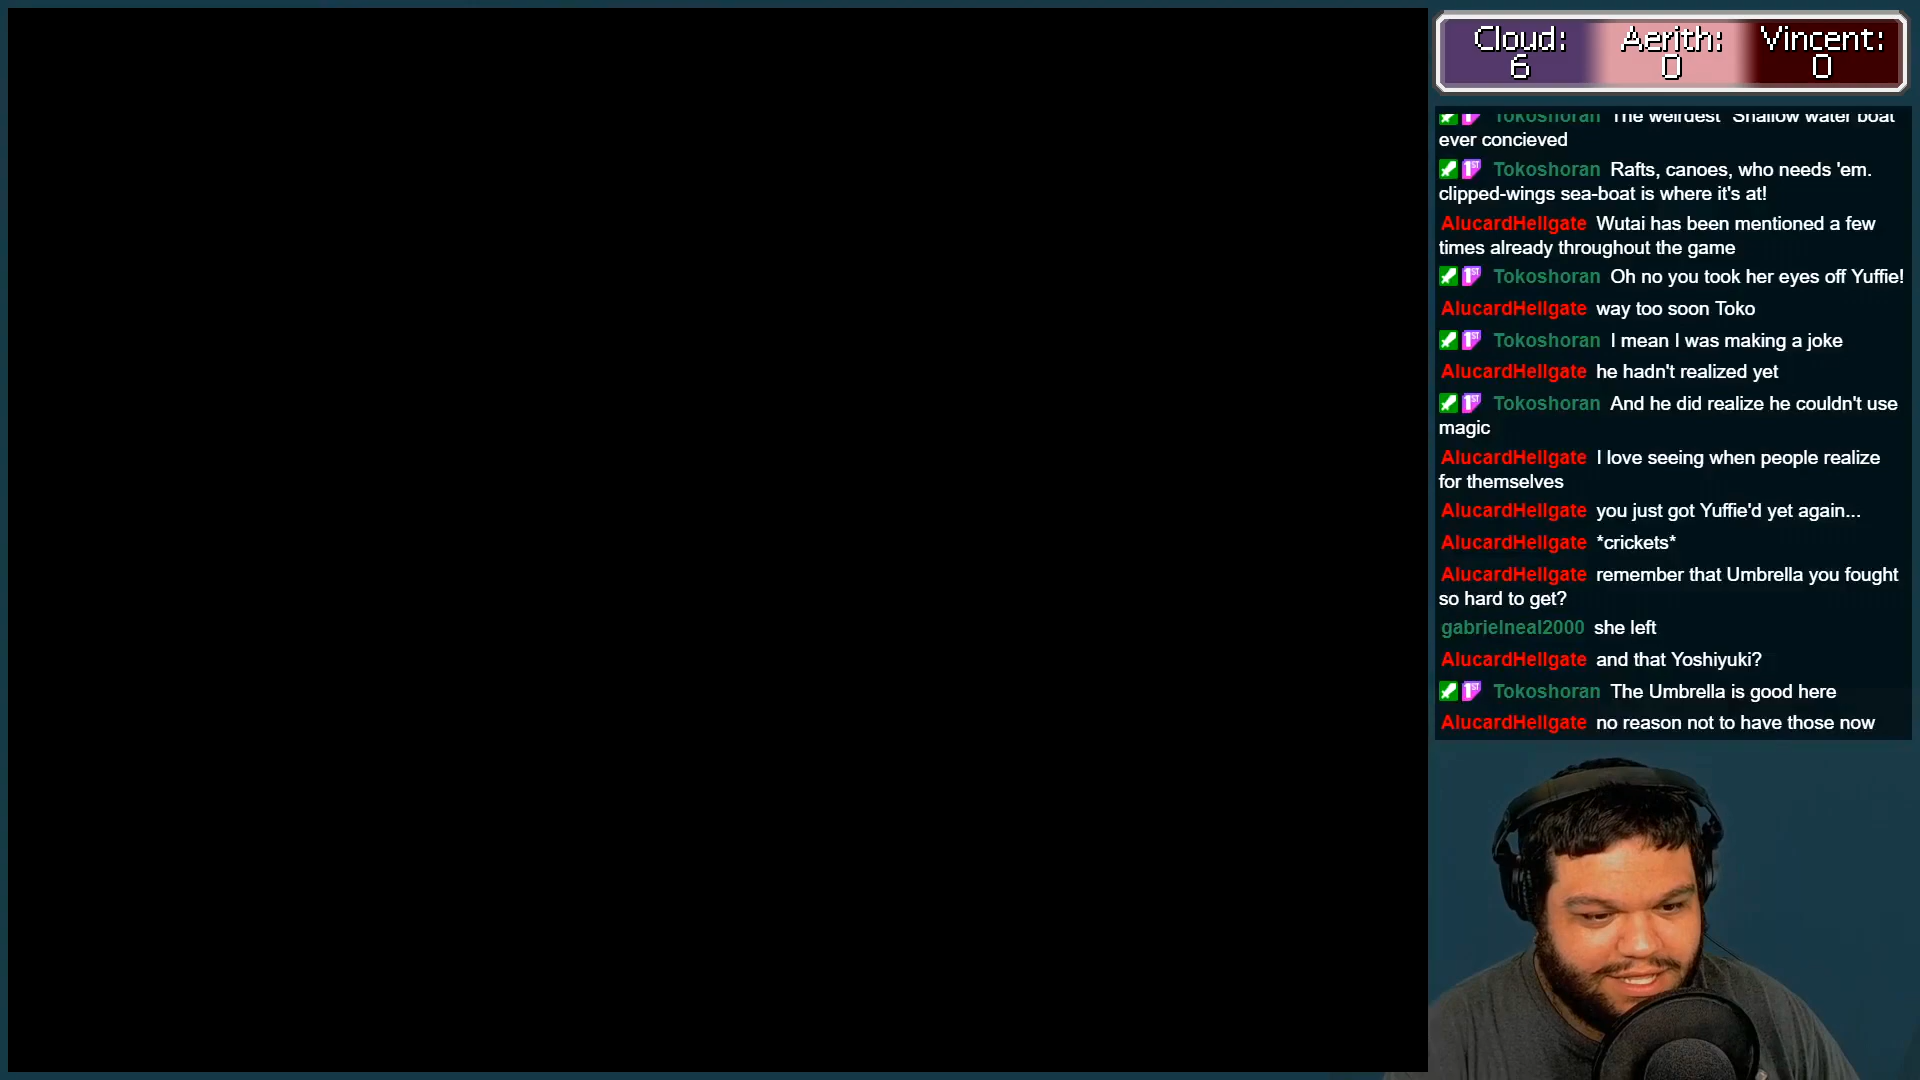 Cloud: Aerith: Vincent:
6 0 0
Tokoshoran The weirdest "Shallow water boat
ever concieved
Tokoshoran Rafts, canoes, who needs 'em.
clipped-wings sea-boat is where it's at!
AlucardHellgate Wutai has been mentioned a few
times already throughout the game
Tokoshoran Oh no you took her eyes off Yuffie!
AlucardHellgate way too soon Toko
Tokoshoran I mean I was making a joke
AlucardHellgate he hadn't realized yet
Tokoshoran And he did realize he couldn't use
magic
AlucardHellgate I love seeing when people realize
for themselves
AlucardHellgate you just got Yuffie'd yet again...
AlucardHellgate *crickets*
AlucardHellgate remember that Umbrella you fought
so hard to get?
gabrielneal2000 she left
AlucardHellgate and that Yoshiyuki?
Tokoshoran The Umbrella is good here
AlucardHellgate no reason not to have those now